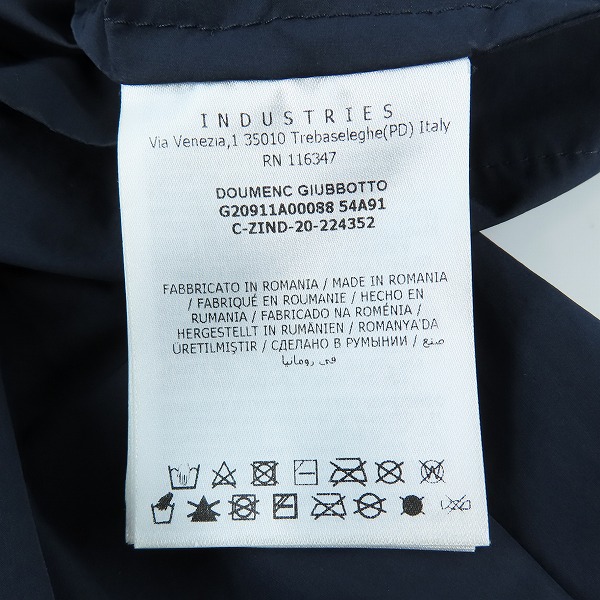 INDUSTRIES
Via Venezia,1 35010 Trebaseleghe(PD) Italy
RN 116347
DOUMENC GIUBBOTTO
G20911A00088 54A91
C-ZIND-20-224352
FABBRICATO IN ROMANIA / MADE IN ROMANIA
/ FABRIQUÉ EN ROUMANIE / HECHO EN
RUMANIA / FABRICADO NA ROMÉNIA /
HERGESTELLT IN RUMÄNIEN / ROMANYA'DA
ÜRETILMIŞTIR / СДЕЛАНО В РУМЫНИИ / صنع
في رومانيا